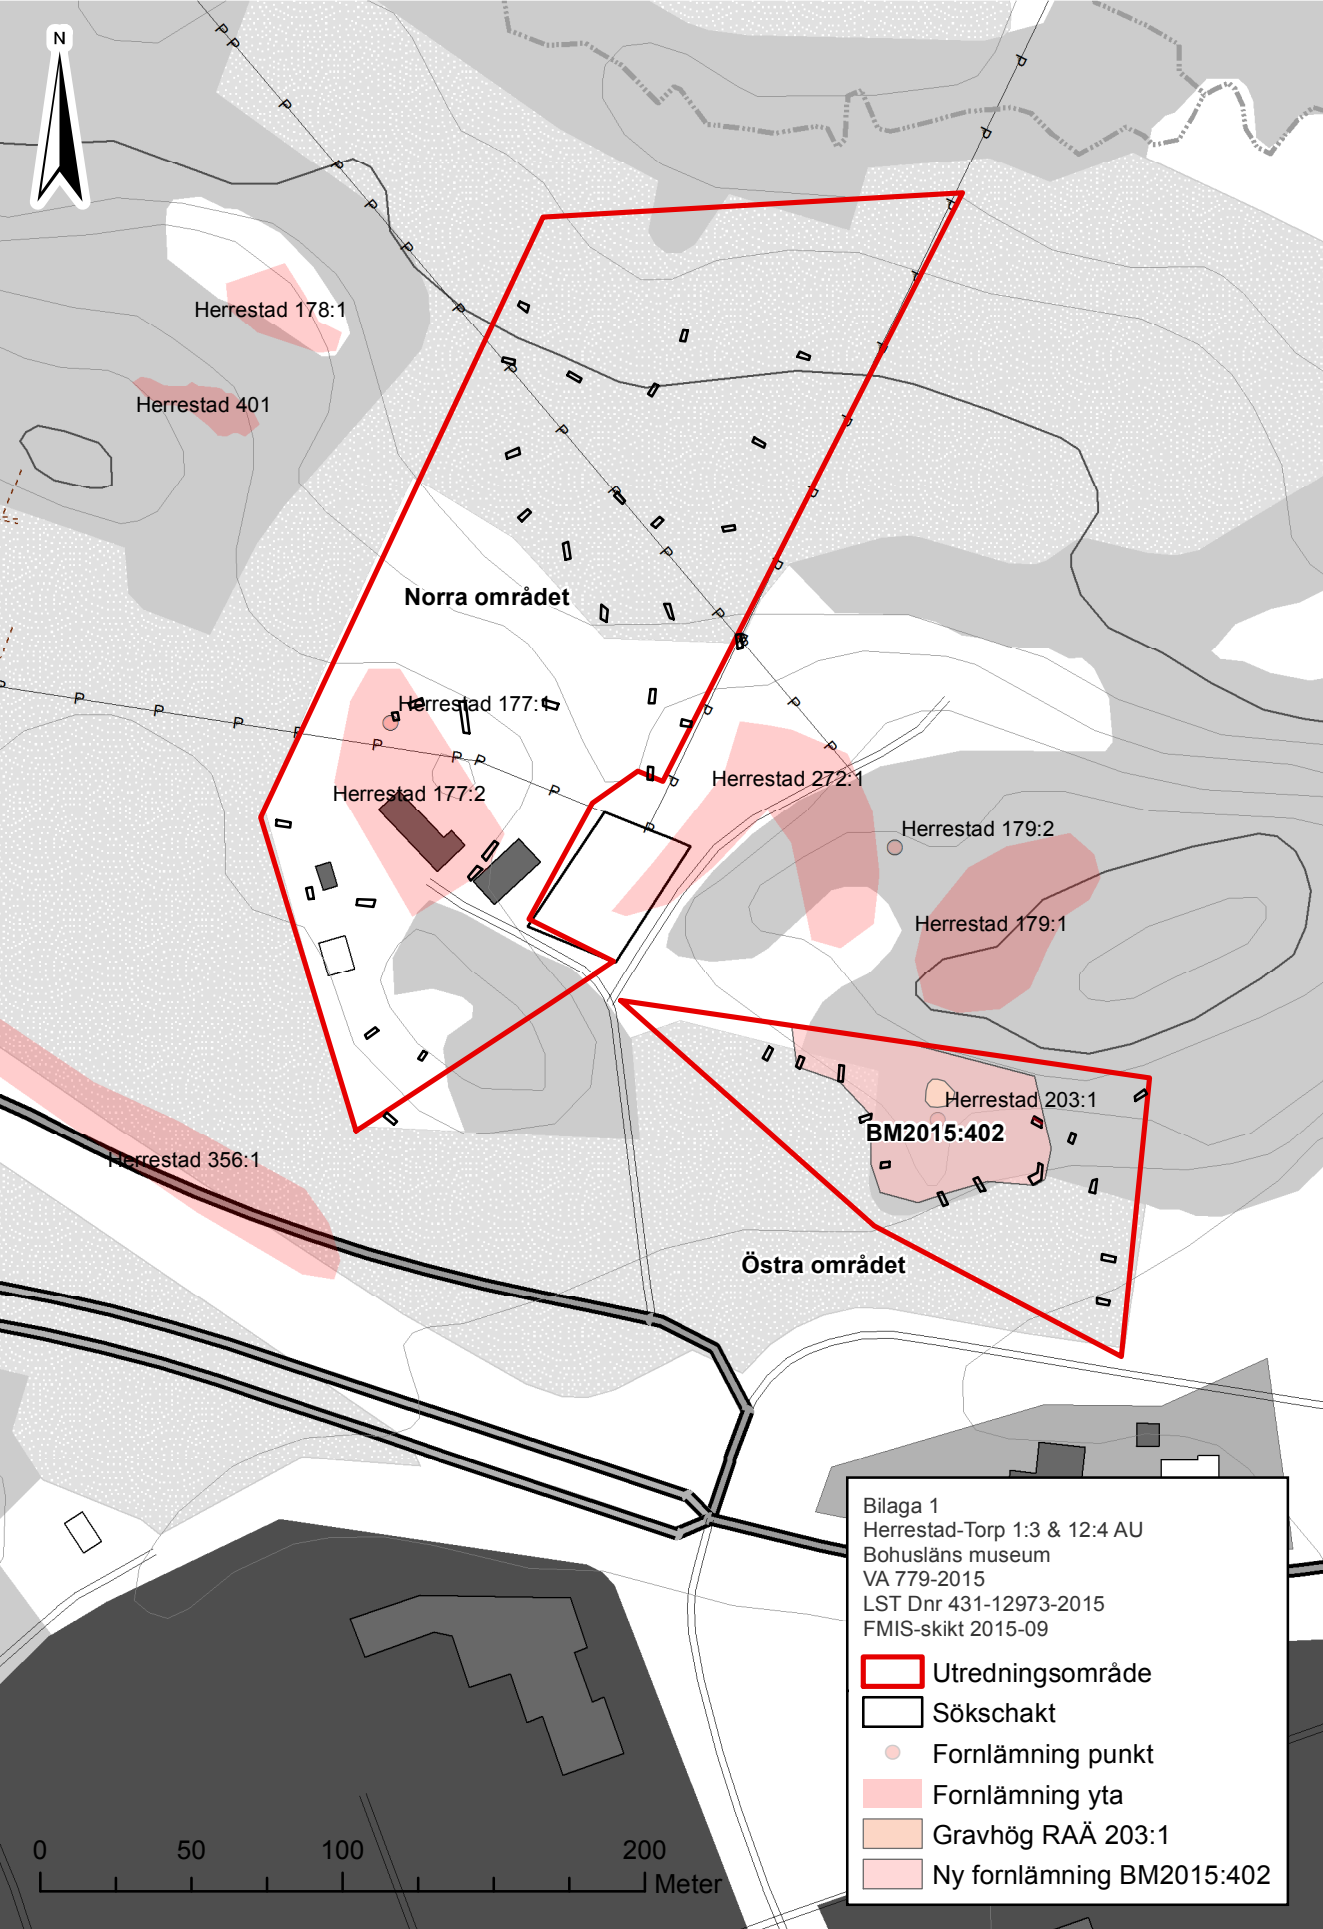 N
Herrestad 178:1
Herrestad 401
Norra området
Herrestad 177:1
Herrestad 272:1
Herrestad 177:2
Herrestad 179:2
Herrestad 179:1
Herrestad 203:1
BM2015:402
Herrestad 356:1
Östra området
Bilaga 1
Herrestad-Torp 1:3 & 12:4 AU
Bohusläns museum
VA 779-2015
LST Dnr 431-12973-2015
FMIS-skikt 2015-09
Utredningsområde
Sökschakt
Fornlämning punkt
Fornlämning yta
Gravhög RAÄ 203:1
Ny fornlämning BM2015:402
0 50 100 200
Meter